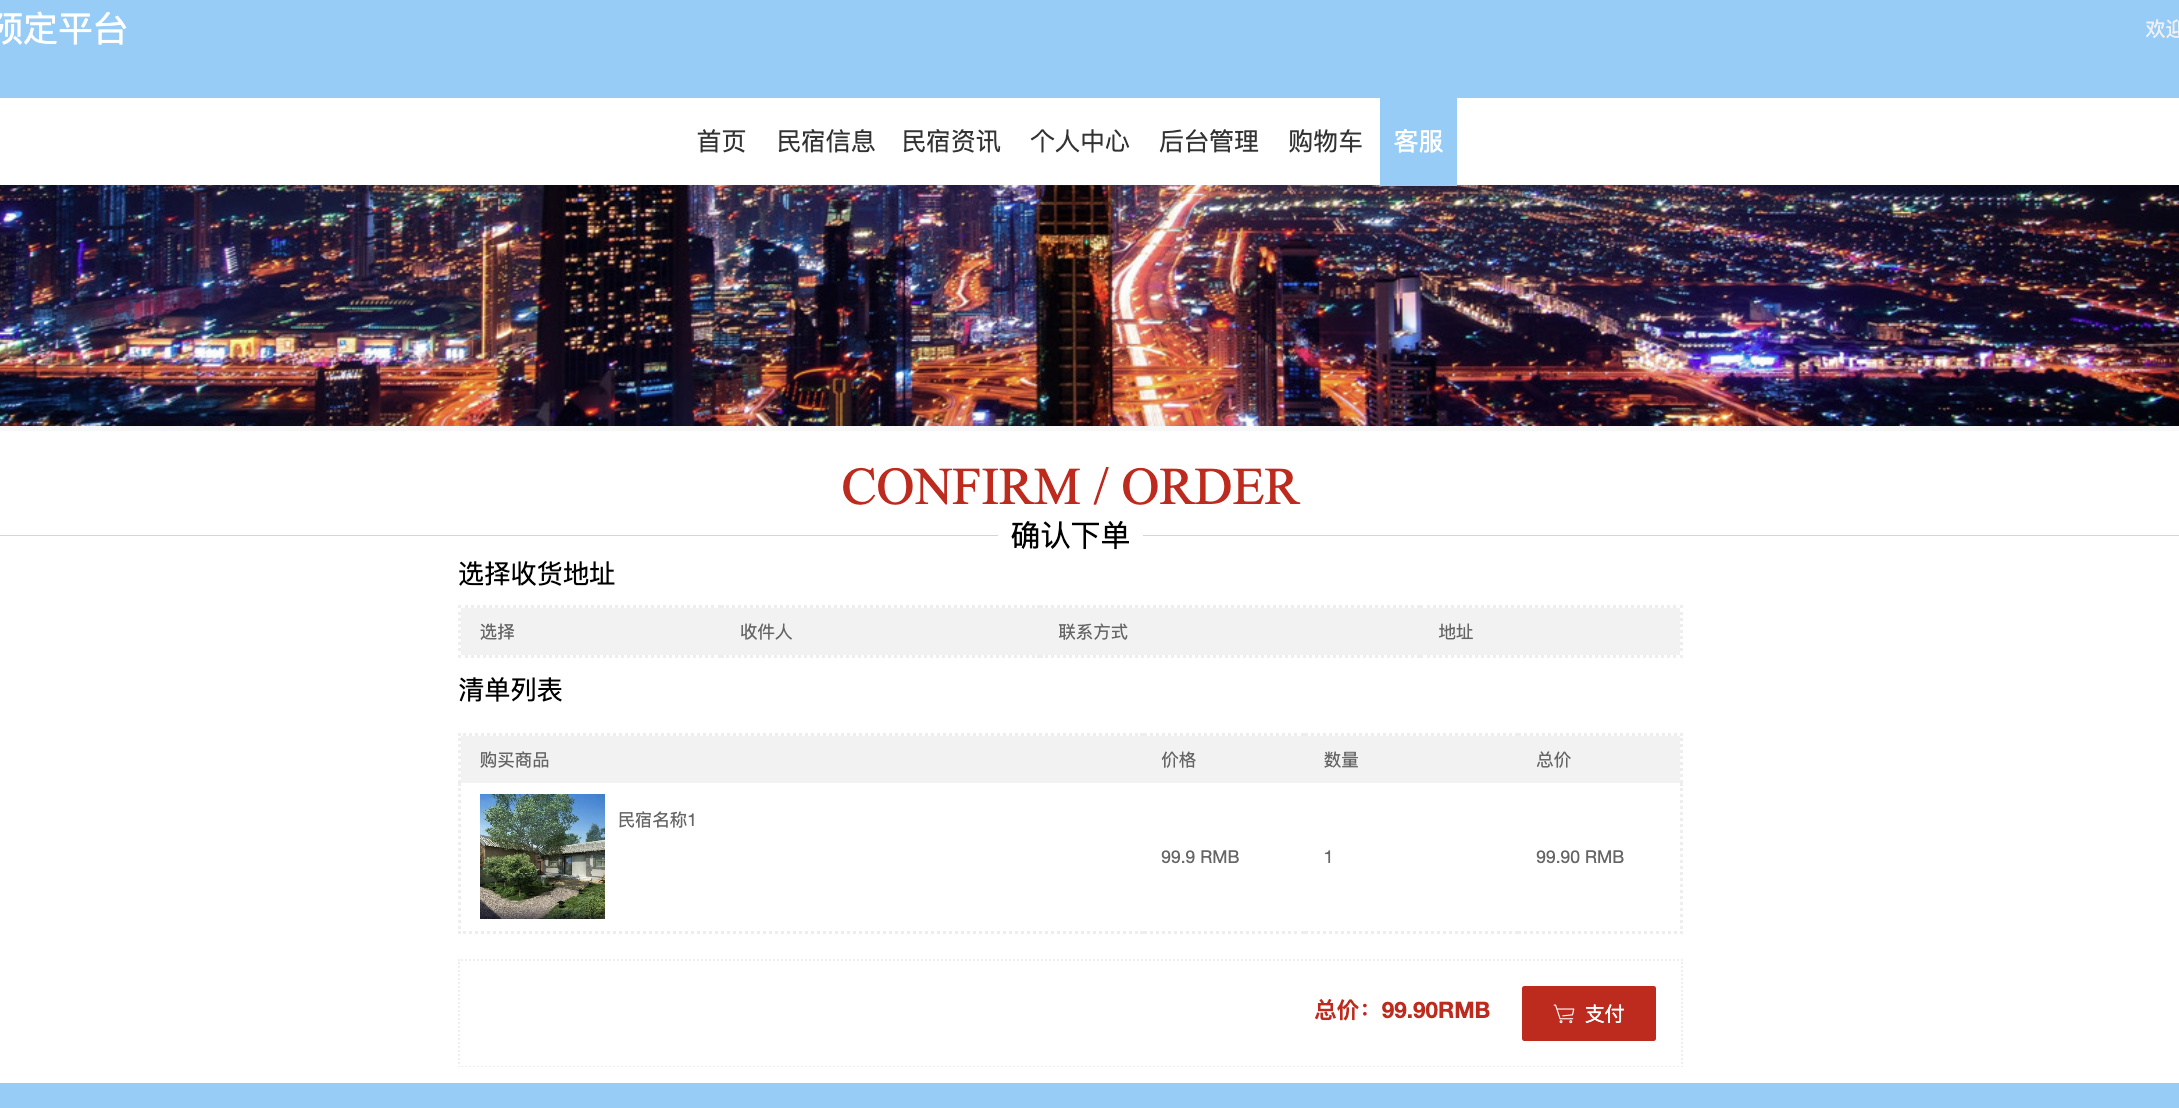 预定平台
欢迎
首页 民宿信息 民宿资讯 个人中心 后台管理 购物车 客服
CONFIRM / ORDER
确认下单
选择收货地址
选择 收件人 联系方式 地址
清单列表
购买商品 价格 数量 总价
民宿名称1
99.9 RMB 1 99.90 RMB
总价：99.90RMB 支付